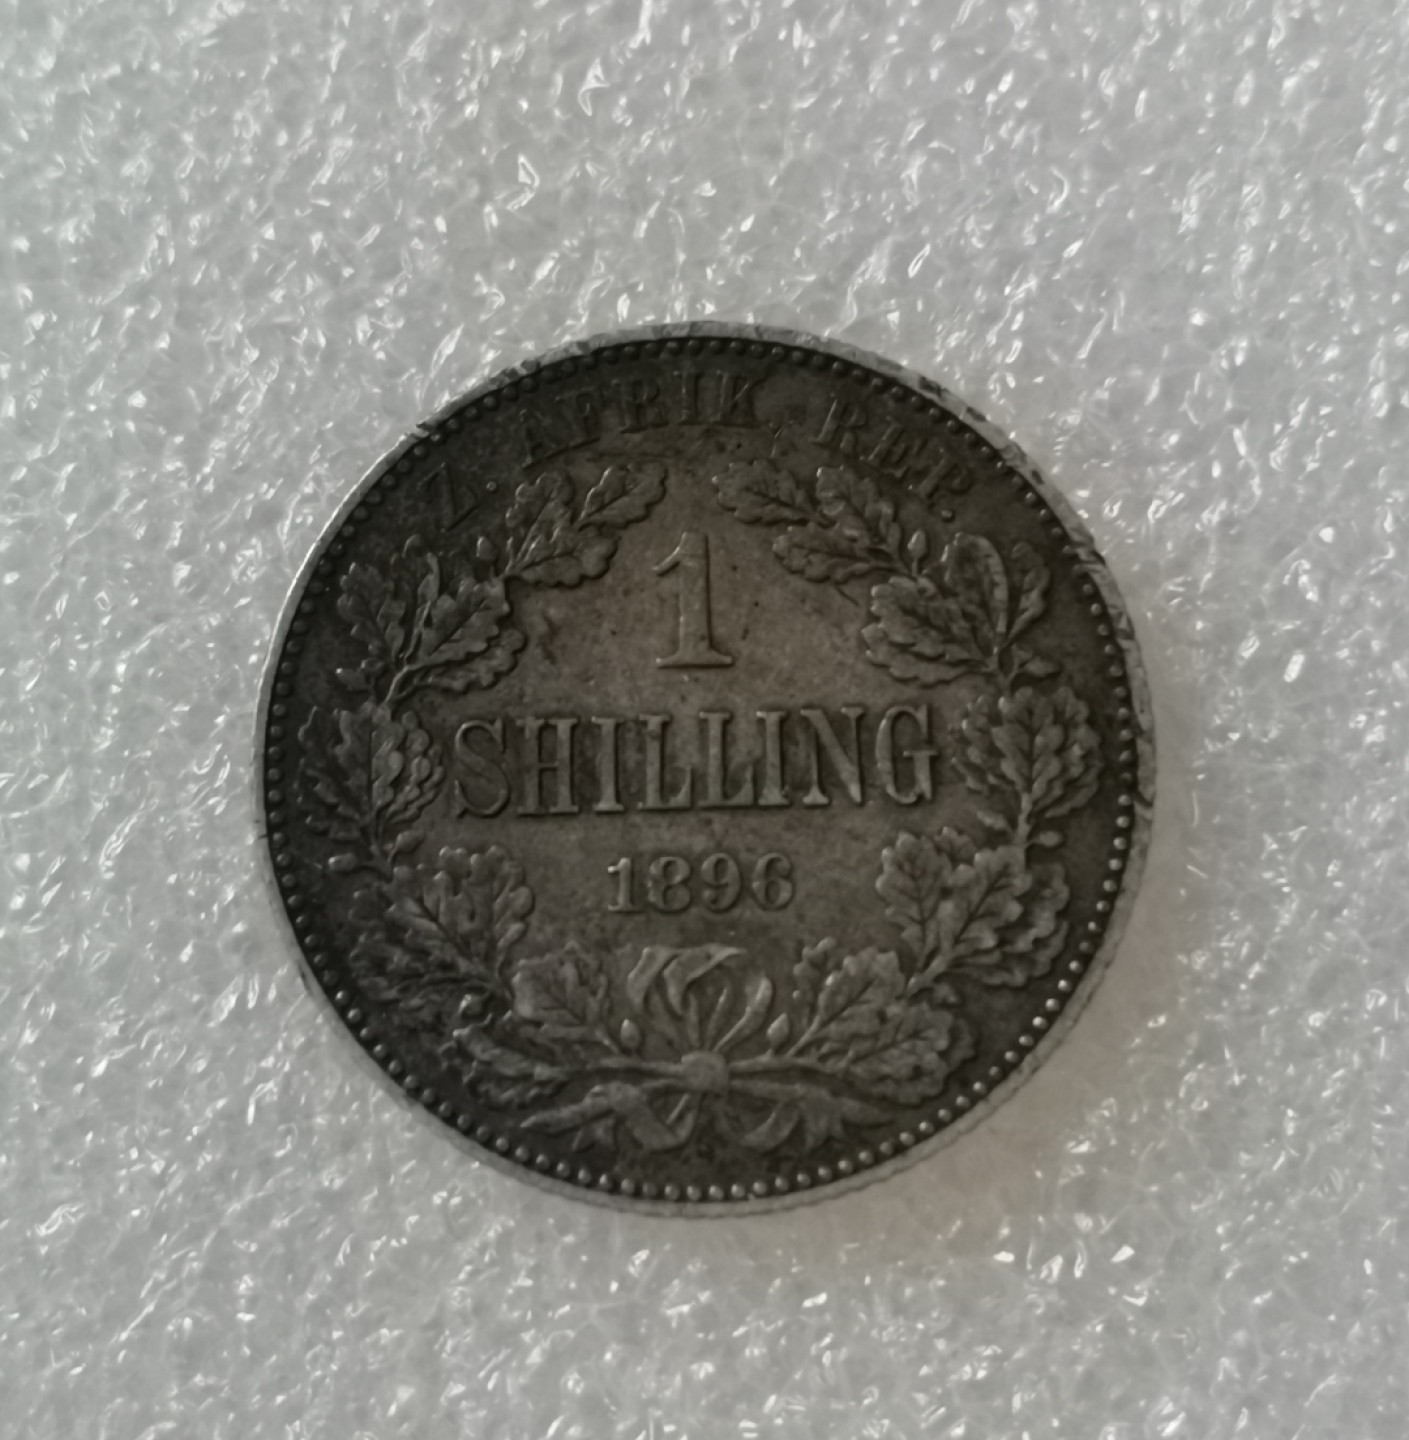 Z. AFRIK. REP.
1
SHILLING
1896